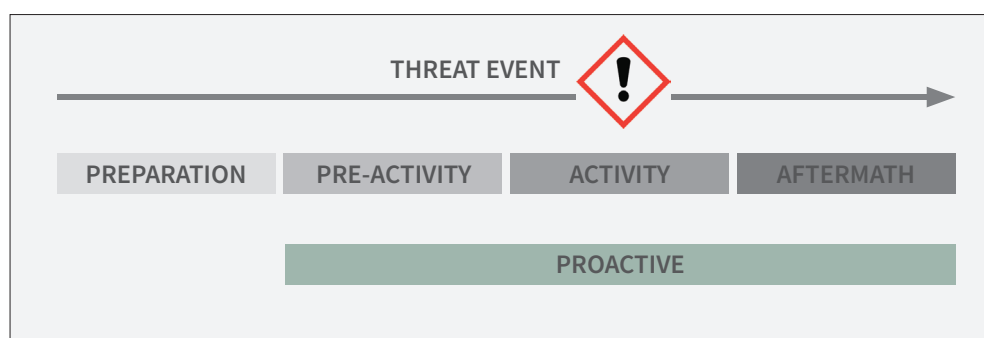 THREAT EVENT
!
PREPARATION PRE-ACTIVITY ACTIVITY AFTERMATH
PROACTIVE